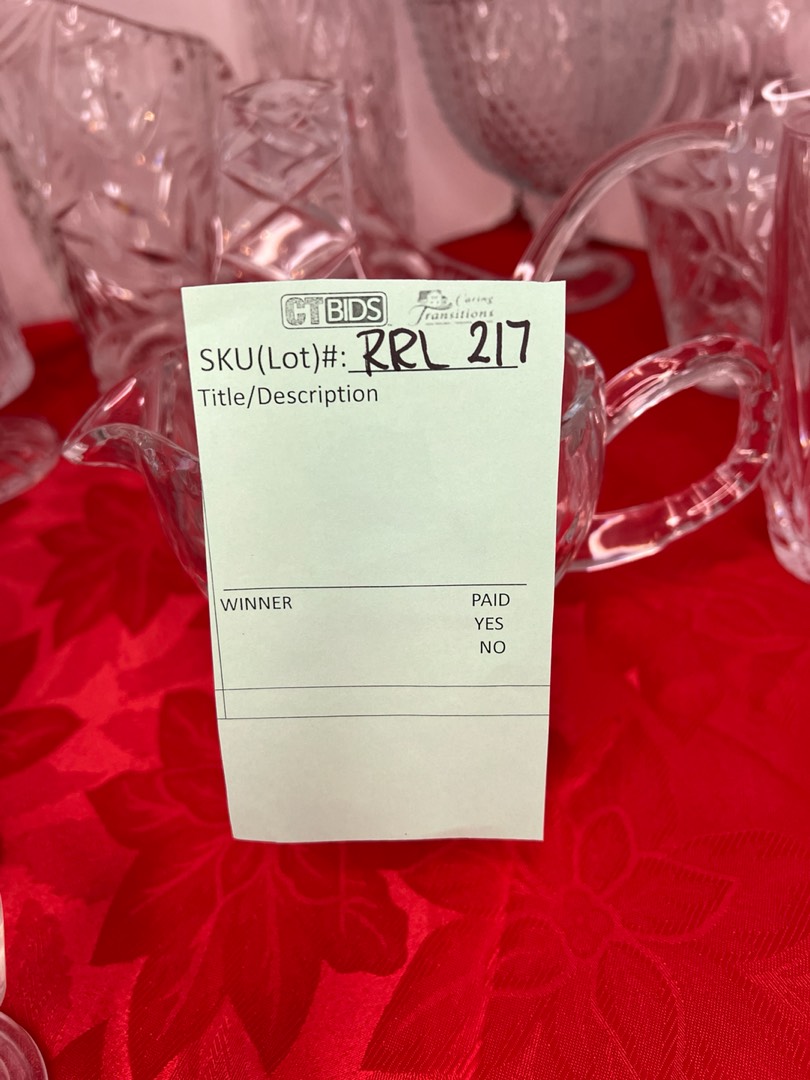 CTBIDS Caring Transitions
SKU(Lot)#: RRL 217
Title/Description
WINNER PAID
YES
NO